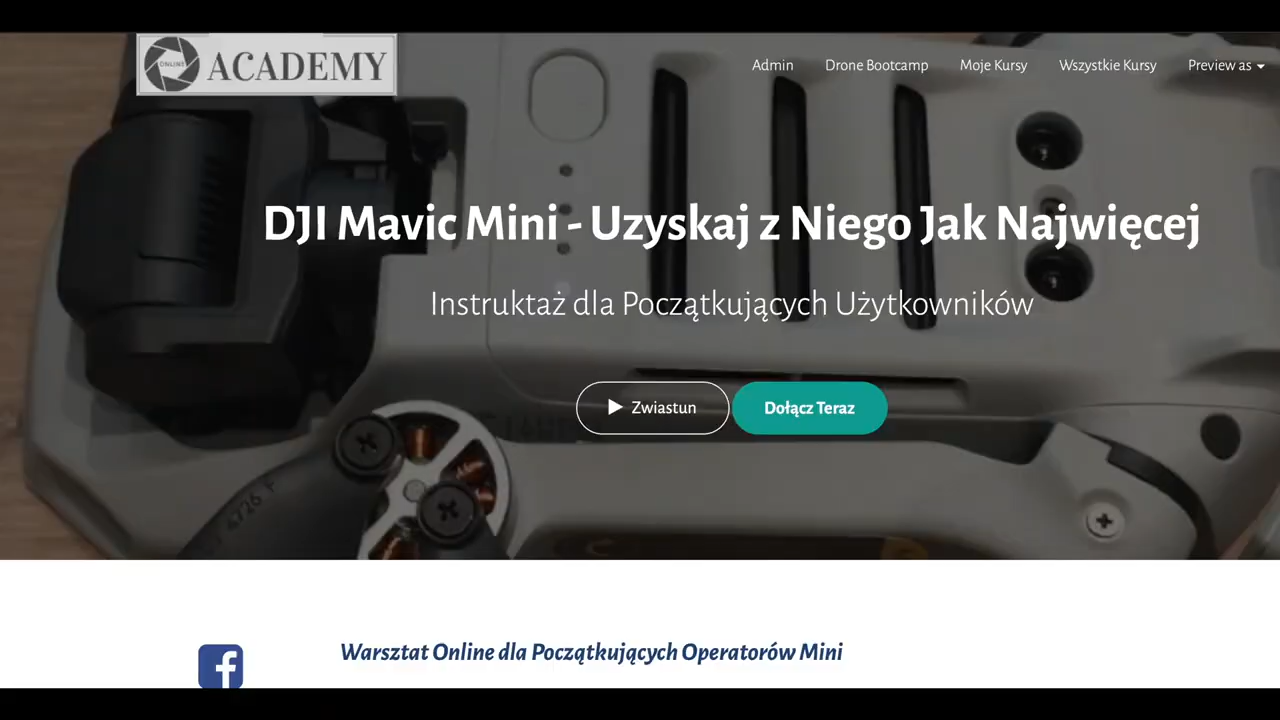 ONLINE ACADEMY
Admin Drone Bootcamp Moje Kursy Wszystkie Kursy Preview as
DJI Mavic Mini - Uzyskaj z Niego Jak Najwięcej
Instruktaż dla Początkujących Użytkowników
Zwiastun Dołącz Teraz
4726 F
Warsztat Online dla Początkujących Operatorów Mini